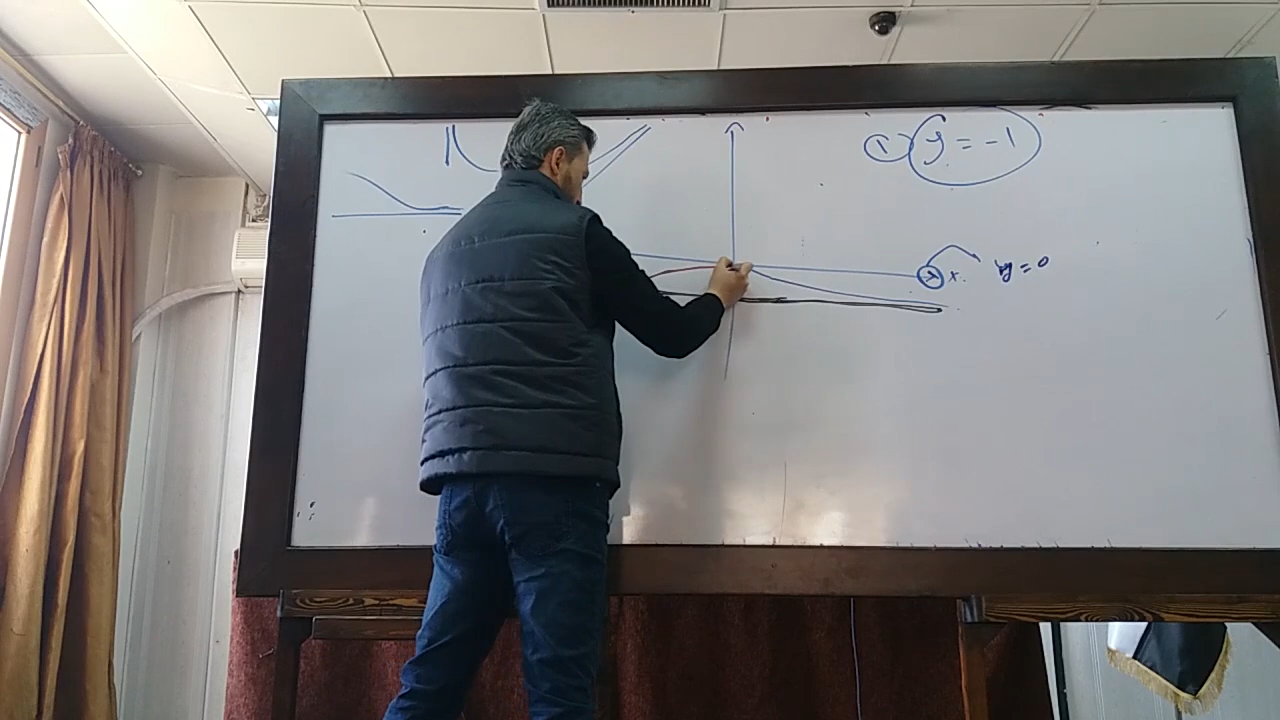 y = -1
x y = 0